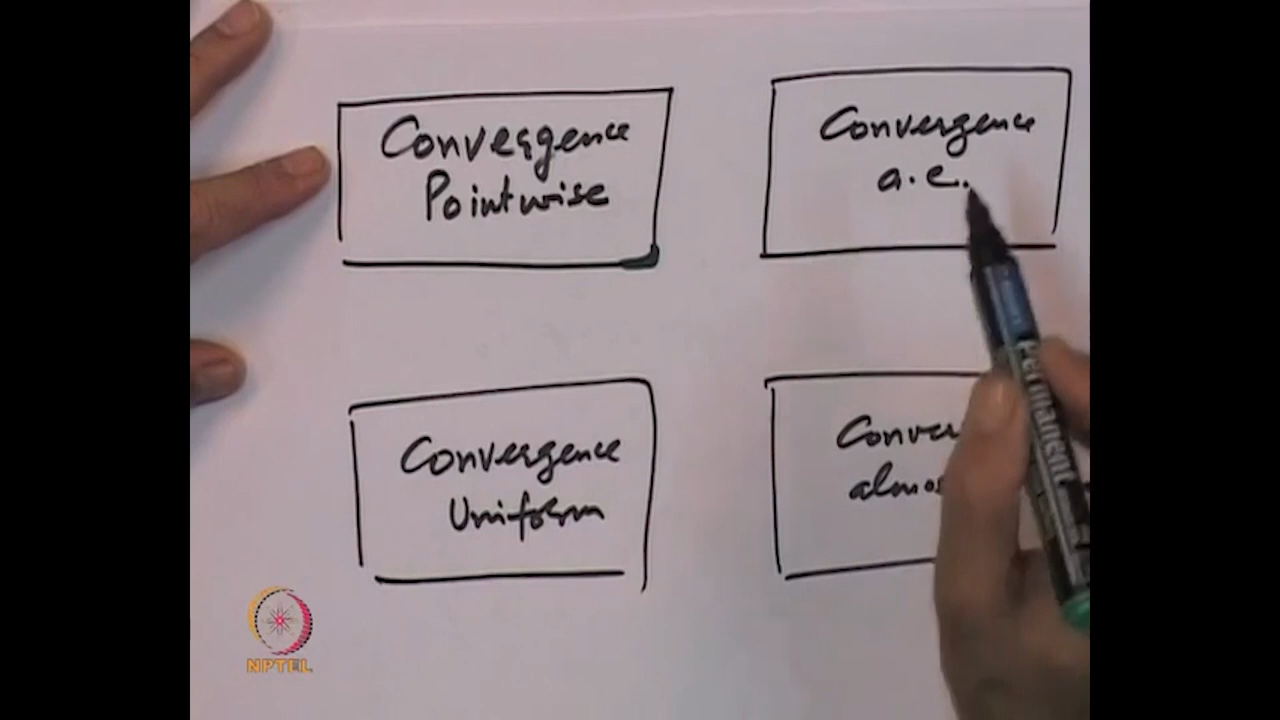 Convergence
Pointwise
Convergence
a.e.
Convergence
Uniform
Permanent
NPTEL